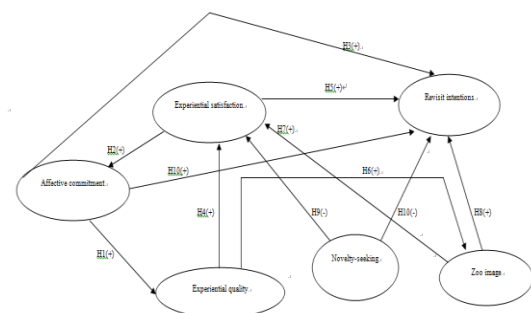 H3(+)
Experiential satisfaction
H5(+)
Revisit intentions
H7(+)
H2(+)
H10(+)
H6(+)
Affective commitment
H4(+)
H9(-)
H10(-)
H8(+)
H1(+)
Novelty-seeking
Zoo image
Experiential quality